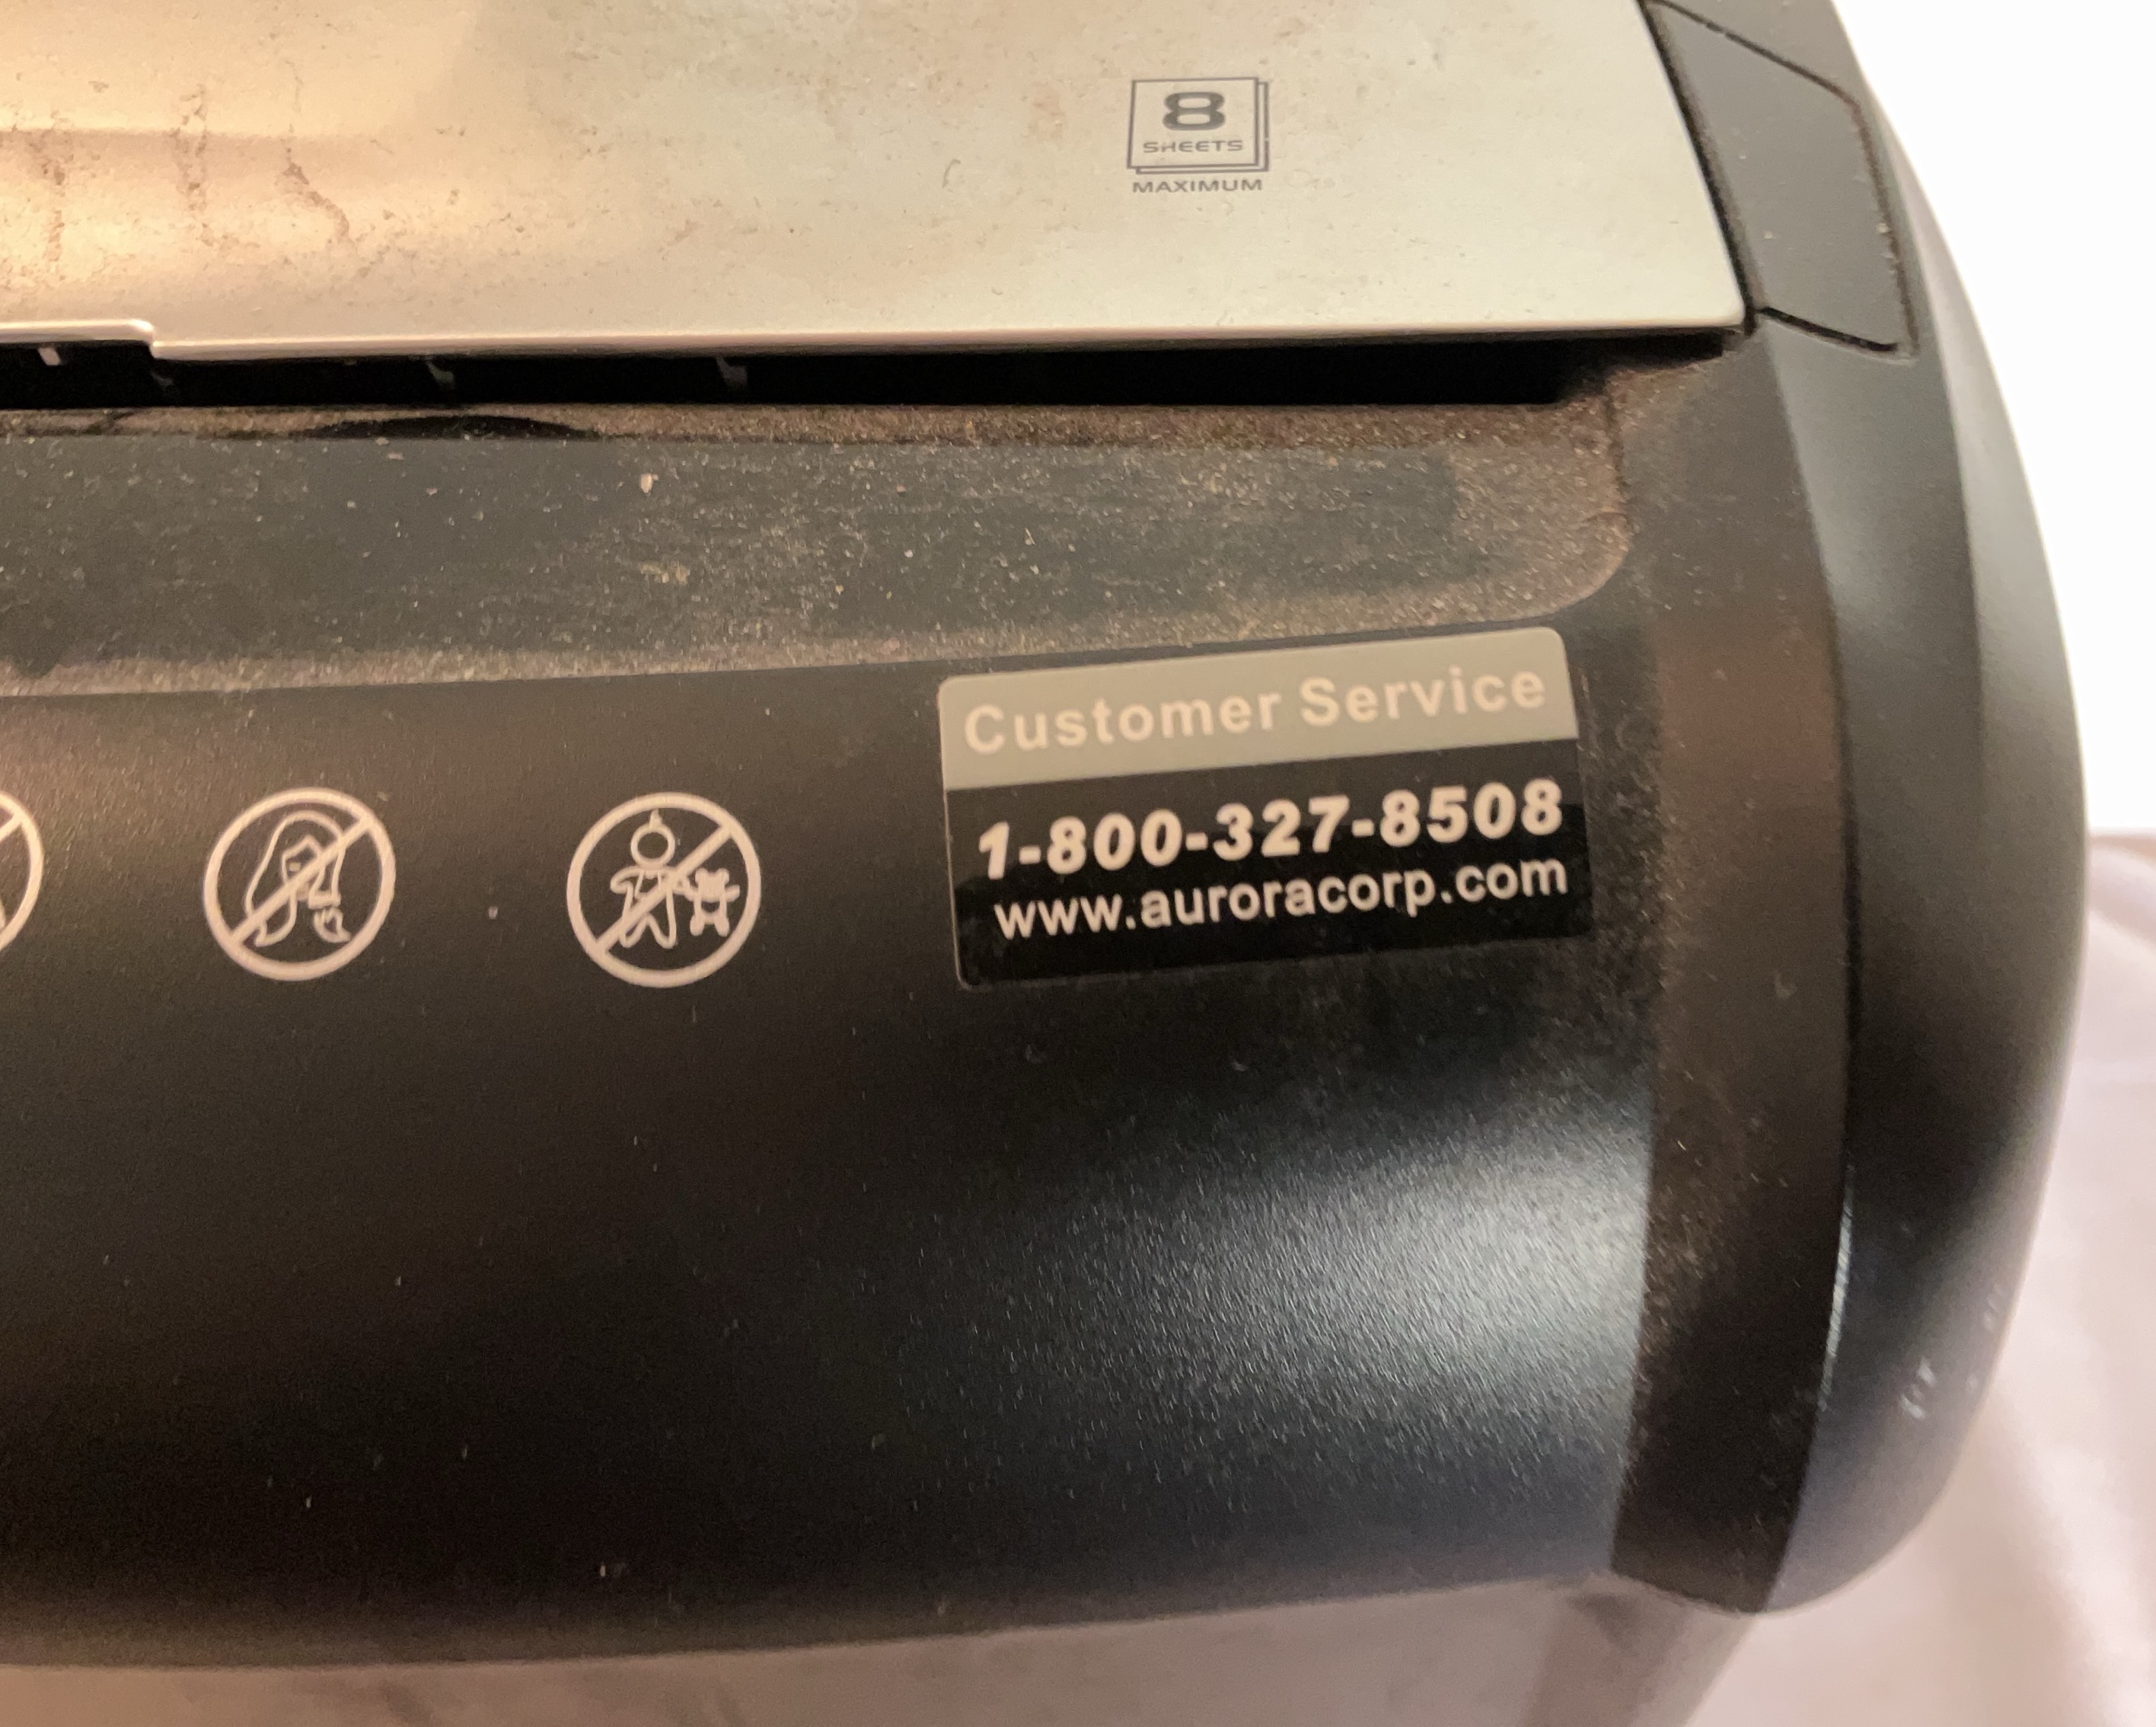 8
SHEETS
MAXIMUM
Customer Service
1-800-327-8508
www.auroracorp.com